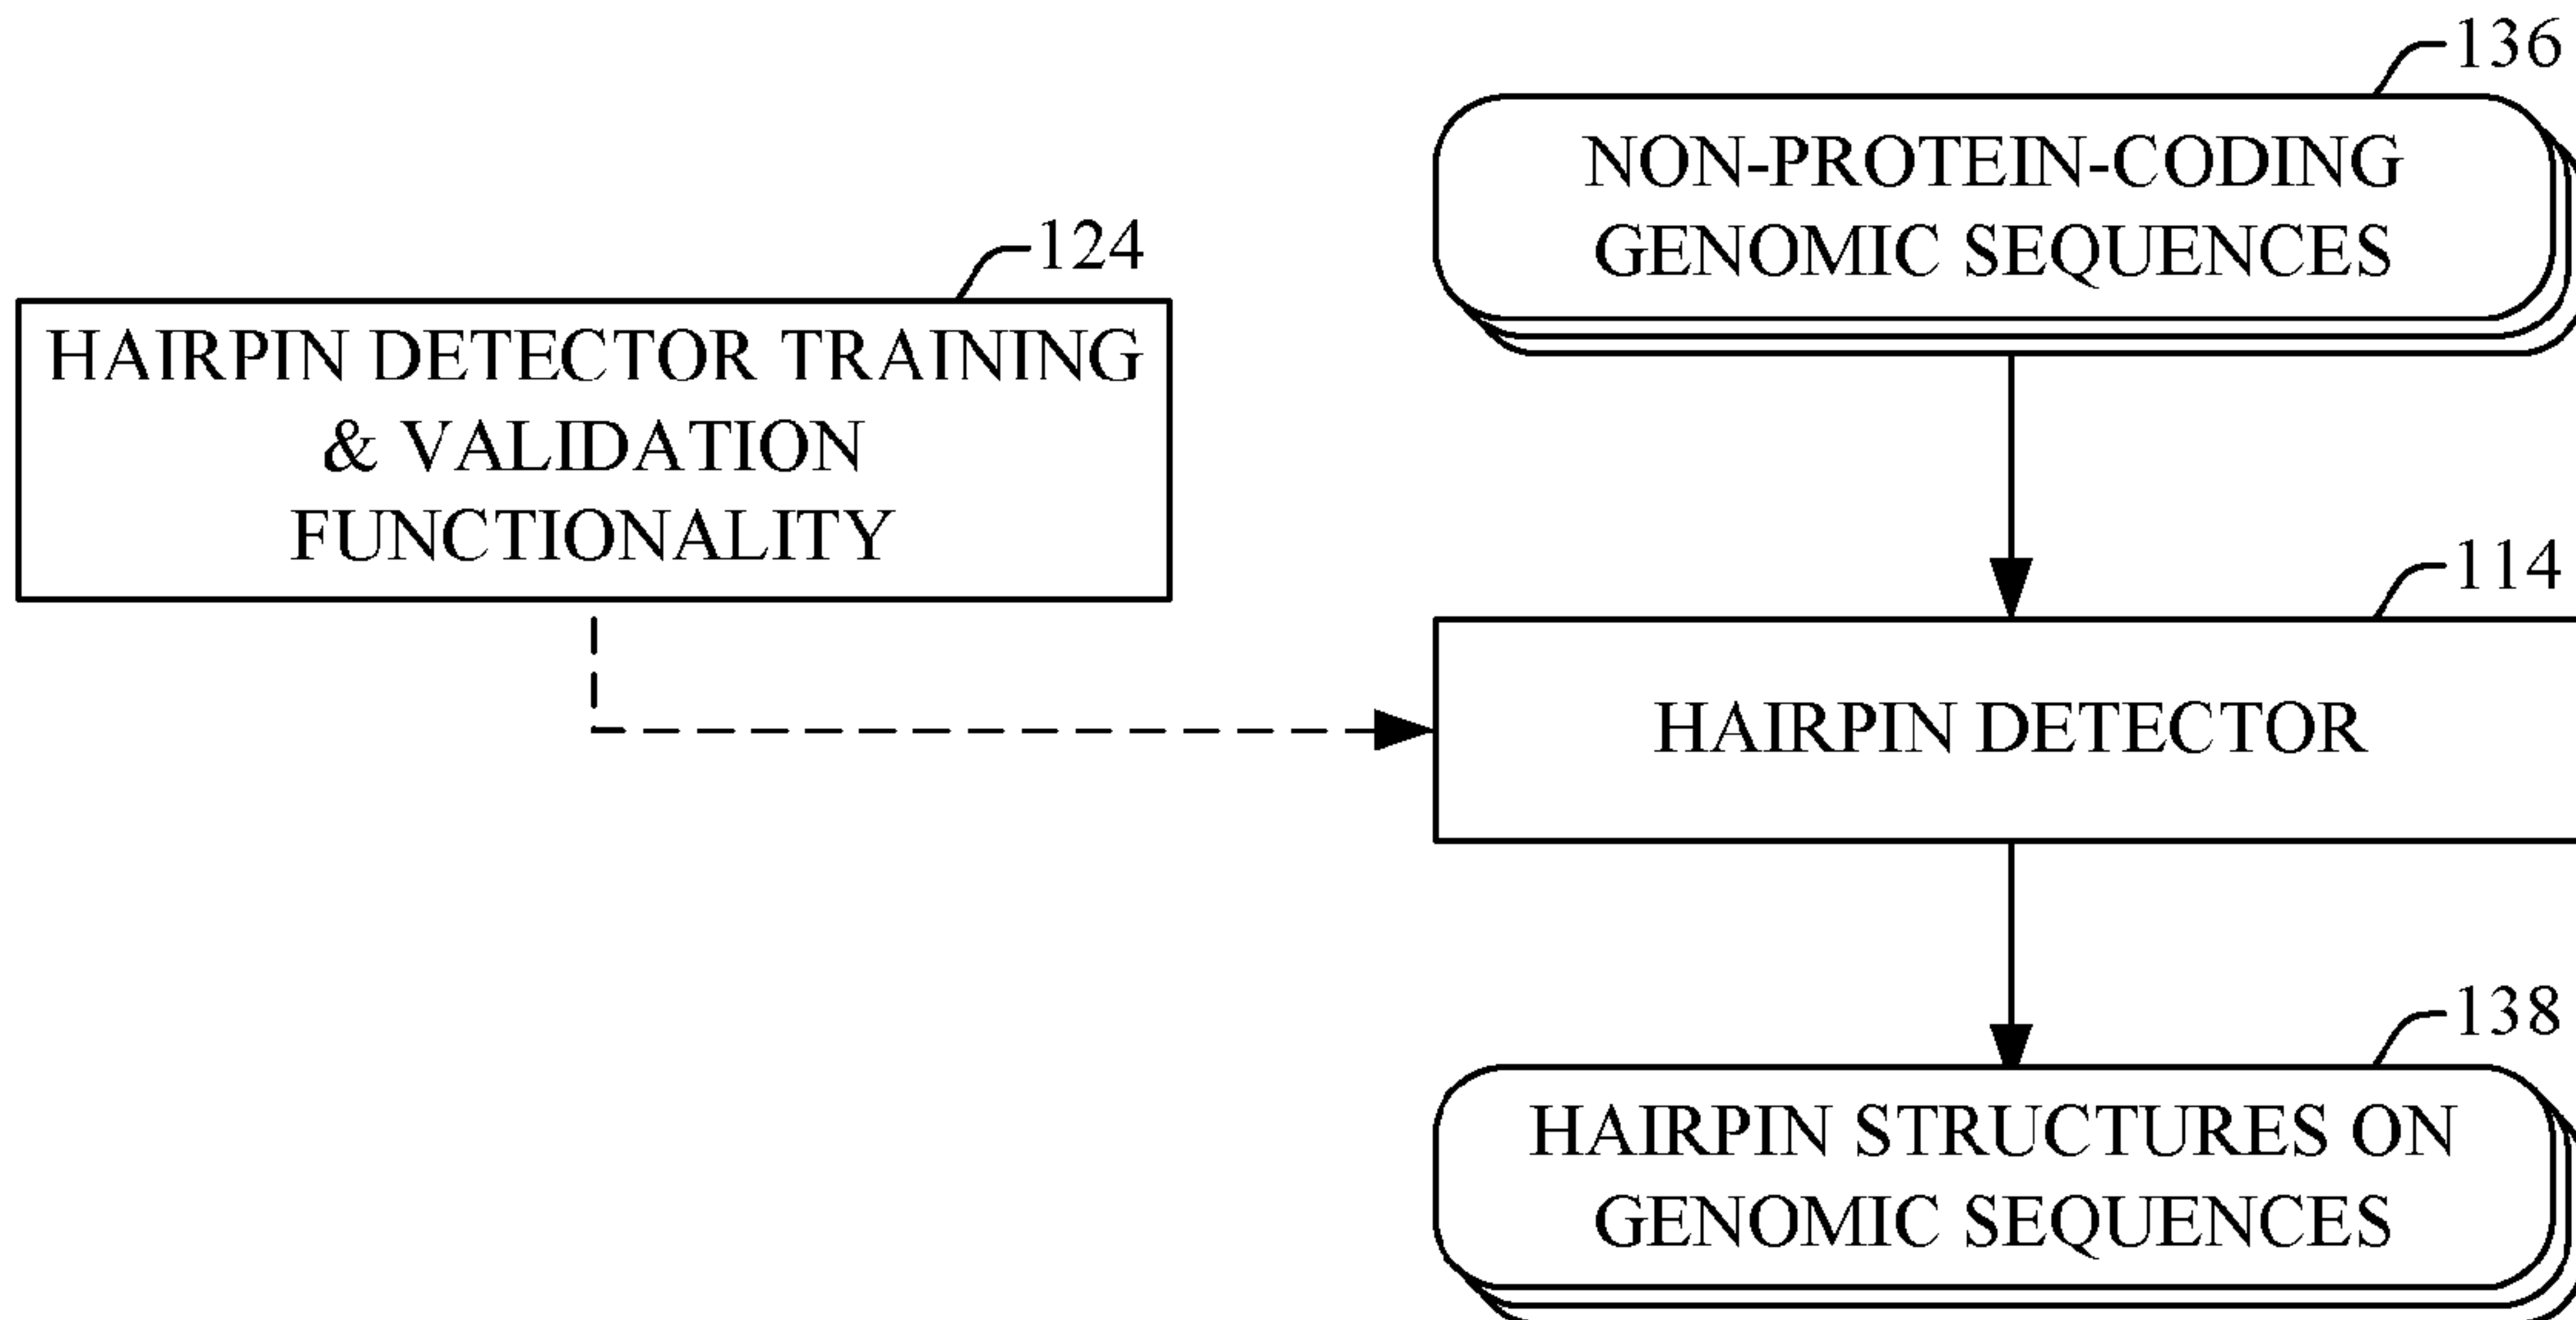 136
NON-PROTEIN-CODING
GENOMIC SEQUENCES
124
HAIRPIN DETECTOR TRAINING
& VALIDATION
FUNCTIONALITY
114
HAIRPIN DETECTOR
138
HAIRPIN STRUCTURES ON
GENOMIC SEQUENCES